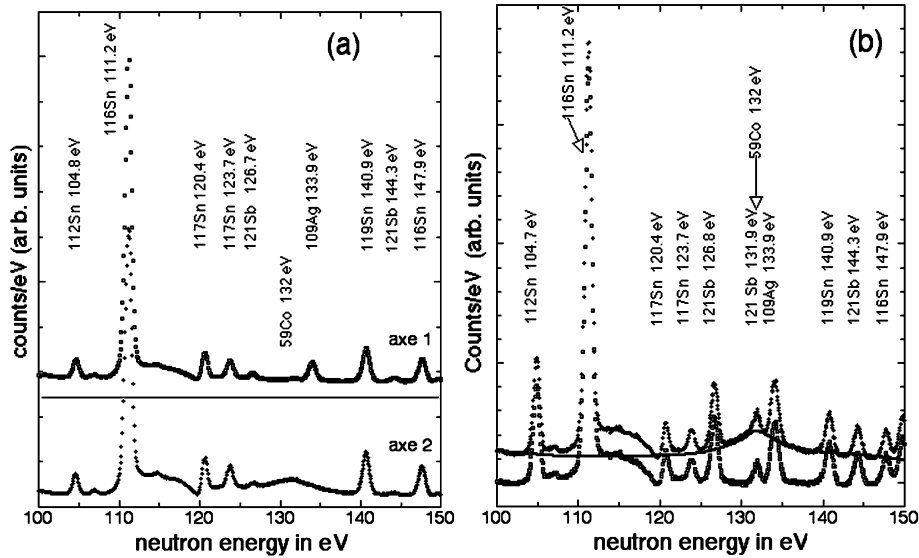 (a)
counts/eV (arb. units)
112Sn 104.8 eV
116Sn 111.2 eV
117Sn 120.4 eV
117Sn 123.7 eV
121Sb 126.7 eV
59Co 132 eV
109Ag 133.9 eV
119Sn 140.9 eV
121Sb 144.3 eV
116Sn 147.9 eV
axe 1
axe 2
100 110 120 130 140 150
neutron energy in eV
(b)
Counts/eV (arb. units)
112Sn 104.7 eV
116Sn 111.2 eV
117Sn 120.4 eV
117Sn 123.7 eV
121Sb 126.8 eV
59Co 132 eV
121 Sb 131.9 eV
109Ag 133.9 eV
119Sn 140.9 eV
121Sb 144.3 eV
116Sn 147.9 eV
100 110 120 130 140 150
neutron energy in eV